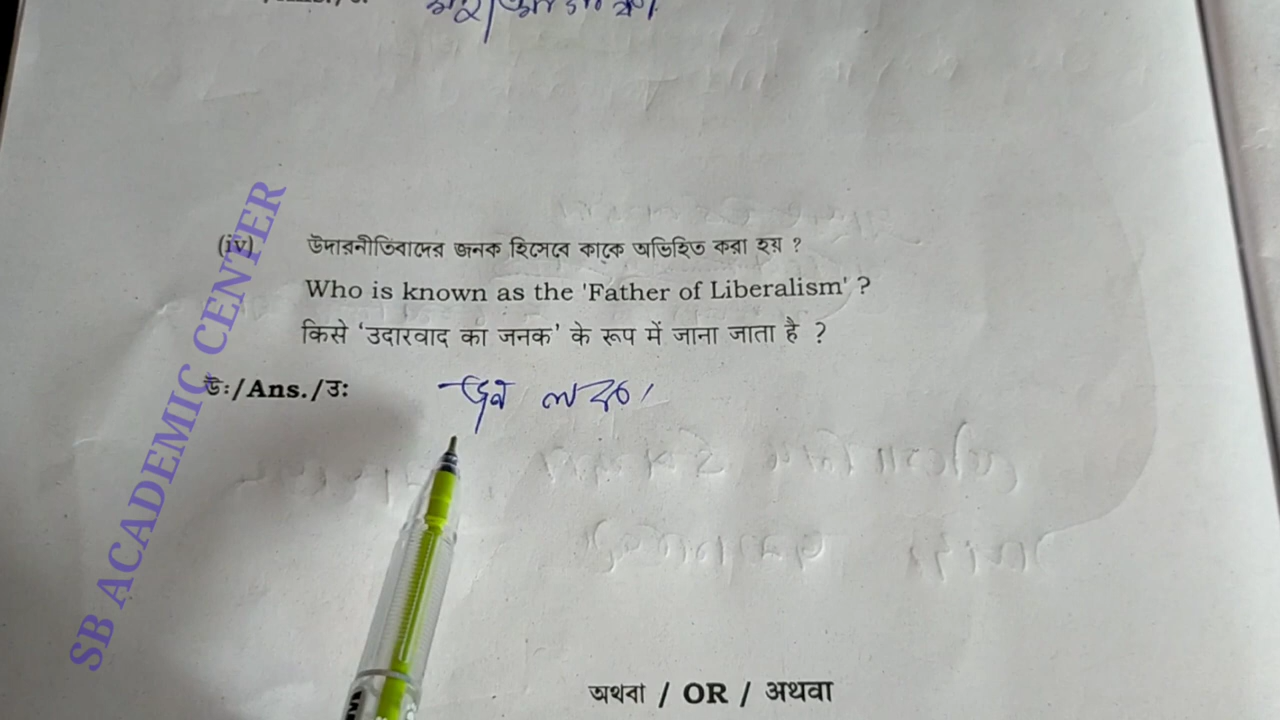 (iv) উদারনীতিবাদের জনক হিসেবে কাকে অভিহিত করা হয় ?
Who is known as the 'Father of Liberalism' ?
किसे ‘उदारवाद का जनक’ के रूप में जाना जाता है ?
উঃ/Ans./उ: জন লক।
SB ACADEMIC CENTER
অথবা / OR / अथवा